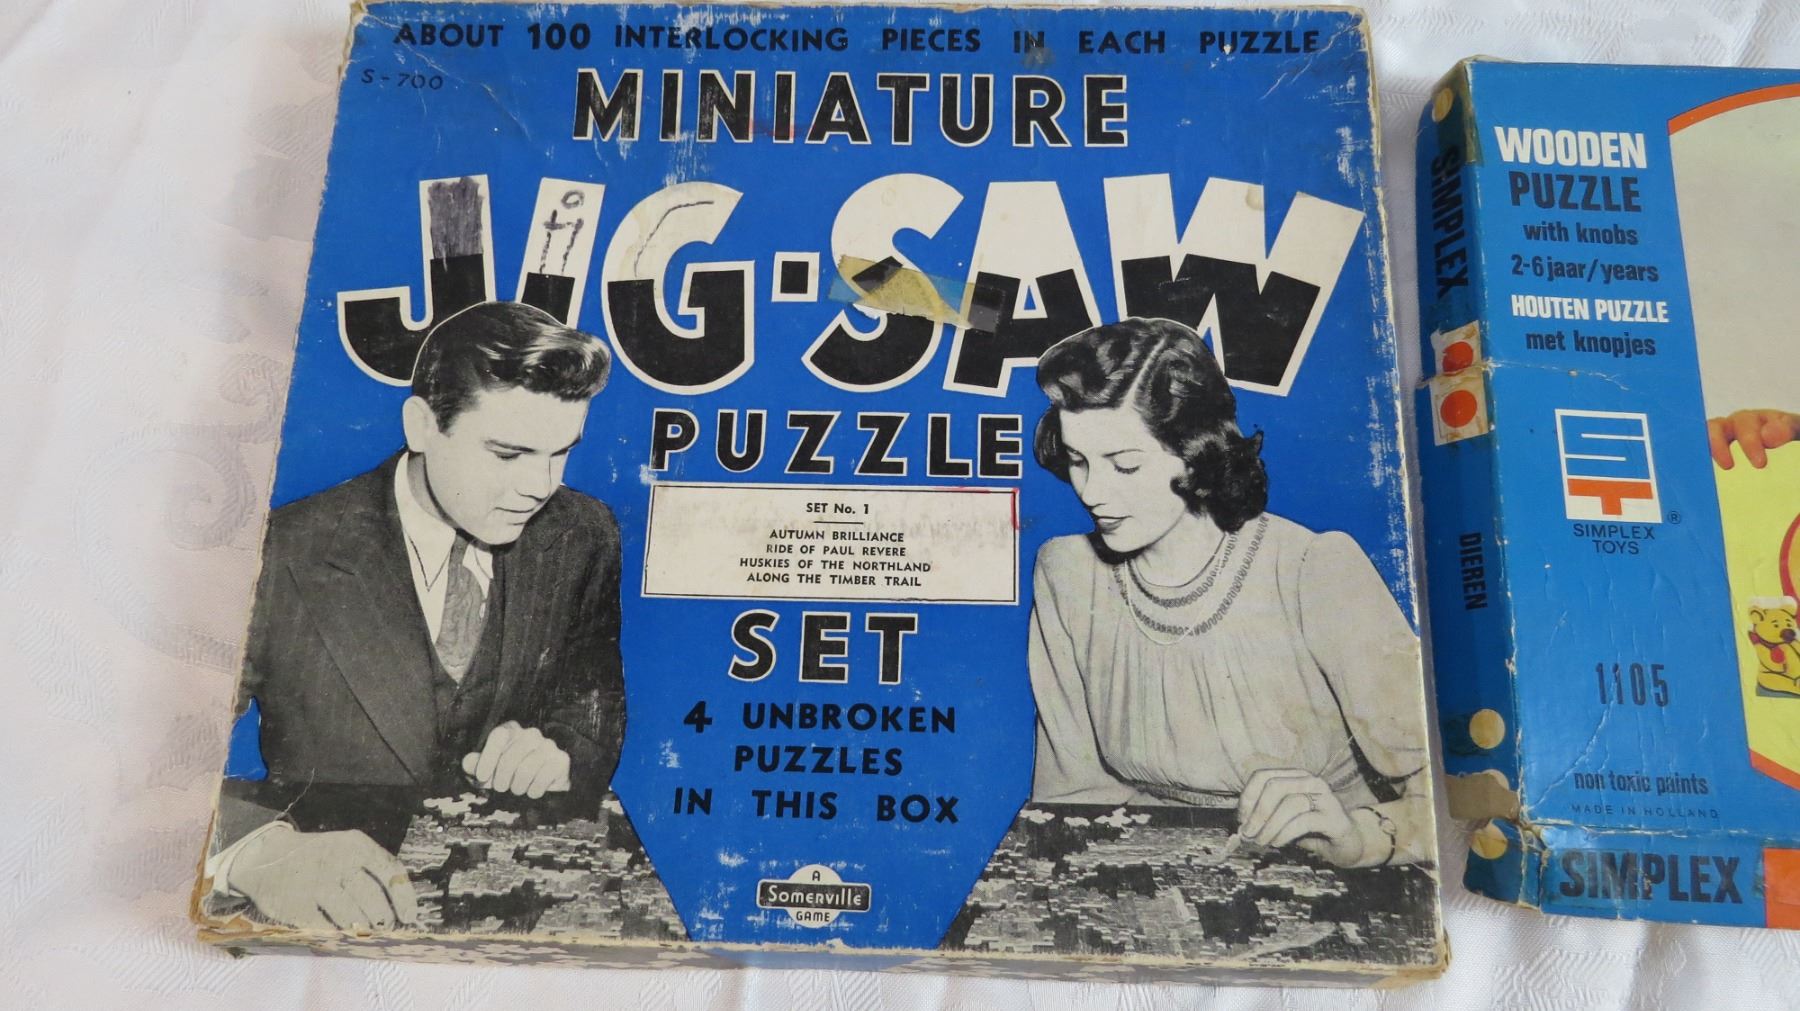 ABOUT 100 INTERLOCKING PIECES IN EACH PUZZLE
S-700
MINIATURE
JIG-SAW
PUZZLE
SET No. 1
AUTUMN BRILLIANCE
RIDE OF PAUL REVERE
HUSKIES OF THE NORTHLAND
ALONG THE TIMBER TRAIL
SET
4 UNBROKEN
PUZZLES
IN THIS BOX
A
SOMERVILLE
GAME
SIMPLEX
DIEREN
WOODEN
PUZZLE
with knobs
2-6 jaar/years
HOUTEN PUZZLE
met knopjes
ST
®
SIMPLEX
TOYS
1105
non toxic paints
MADE IN HOLLAND
SIMPLEX